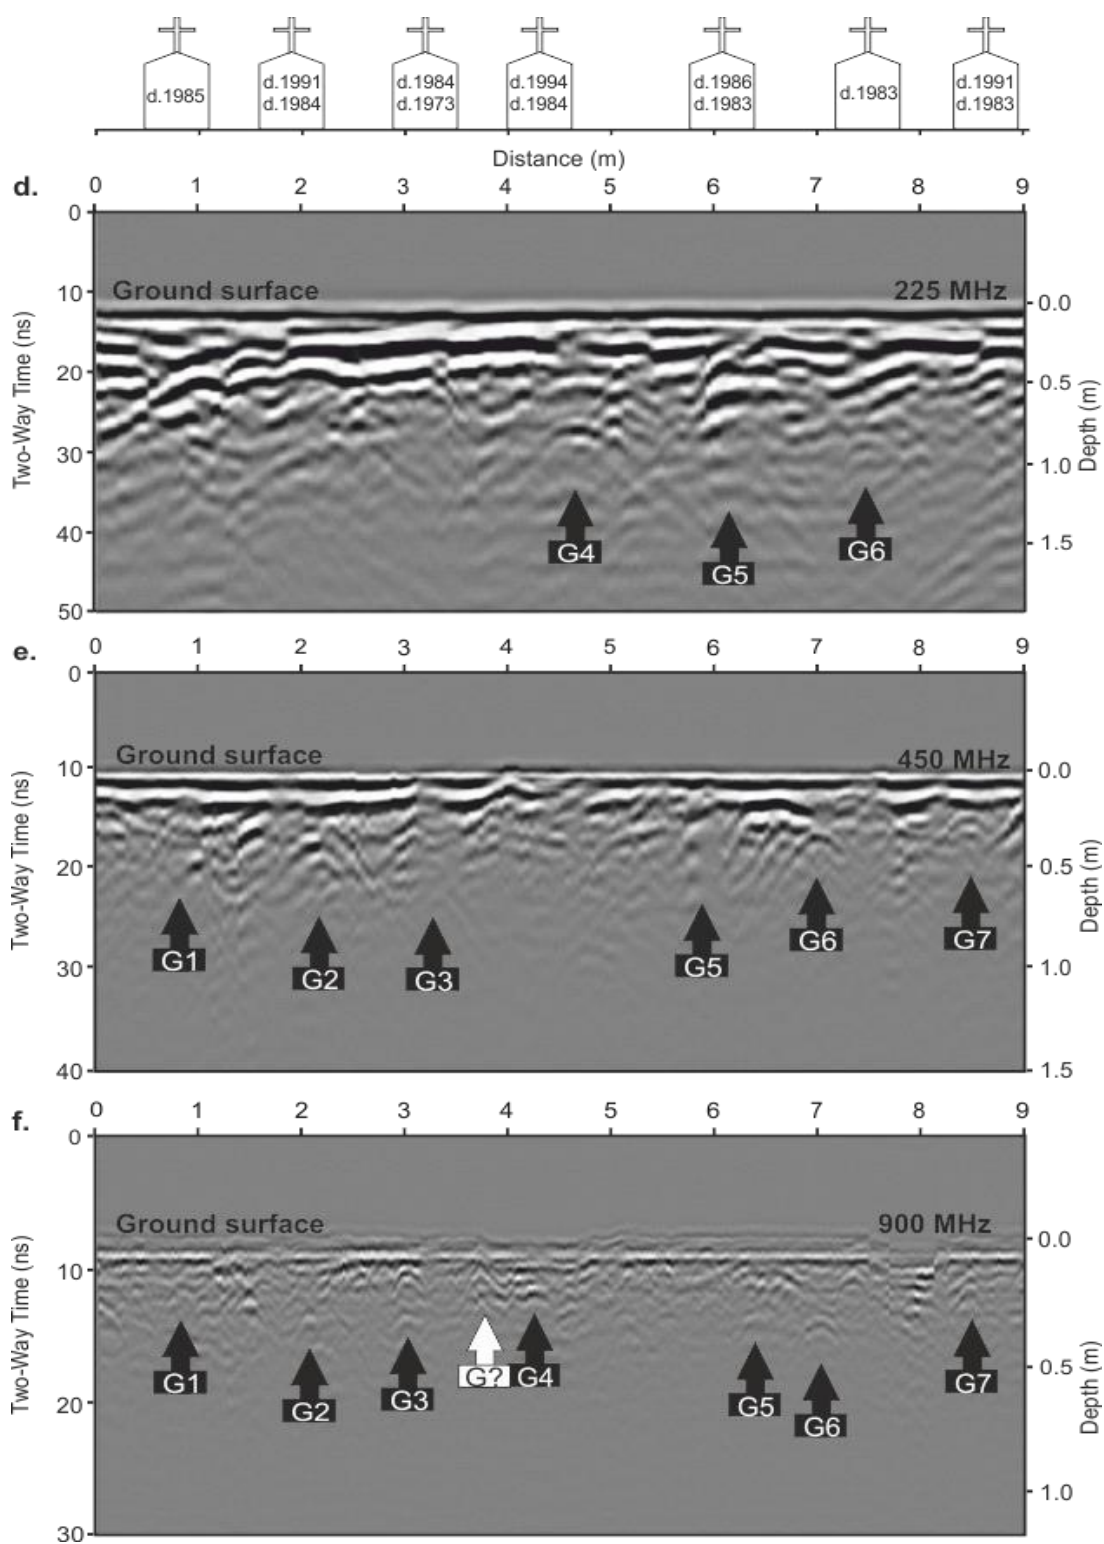 d.1985
d.1991
d.1984
d.1984
d.1973
d.1994
d.1984
d.1986
d.1983
d.1983
d.1991
d.1983
Distance (m)
d.
0 1 2 3 4 5 6 7 8 9
0
10
20
30
40
50
Two-Way Time (ns)
Ground surface
225 MHz
0.0
0.5
1.0
1.5
Depth (m)
G4
G5
G6
e.
0 1 2 3 4 5 6 7 8 9
0
10
20
30
40
Two-Way Time (ns)
Ground surface
450 MHz
0.0
0.5
1.0
1.5
Depth (m)
G1
G2
G3
G5
G6
G7
f.
0 1 2 3 4 5 6 7 8 9
0
10
20
30
Two-Way Time (ns)
Ground surface
900 MHz
0.0
0.5
1.0
Depth (m)
G1
G2
G3
G?
G4
G5
G6
G7